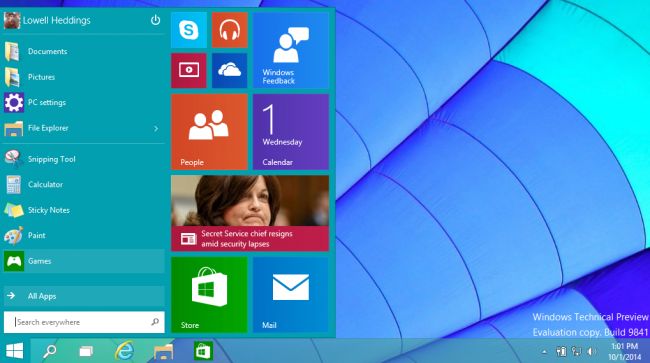 Lowell Heddings
Documents
Pictures
PC settings
File Explorer
Snipping Tool
Calculator
Sticky Notes
Paint
Games
All Apps
Search everywhere
Windows
Feedback
People
1
Wednesday
Calendar
Secret Service chief resigns
amid security lapses
Store
Mail
Windows Technical Preview
Evaluation copy. Build 9841
1:01 PM
10/1/2014